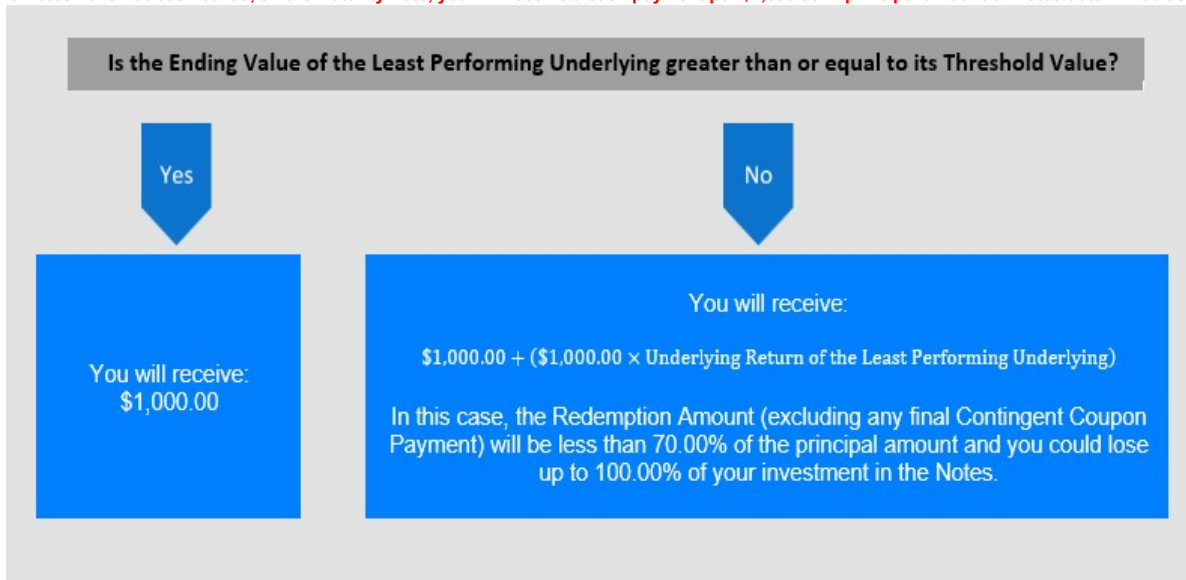 Is the Ending Value of the Least Performing Underlying greater than or equal to its Threshold Value?
Yes
No
You will receive:
$1,000.00
You will receive:
$1,000.00 + ($1,000.00 × Underlying Return of the Least Performing Underlying)
In this case, the Redemption Amount (excluding any final Contingent Coupon
Payment) will be less than 70.00% of the principal amount and you could lose
up to 100.00% of your investment in the Notes.